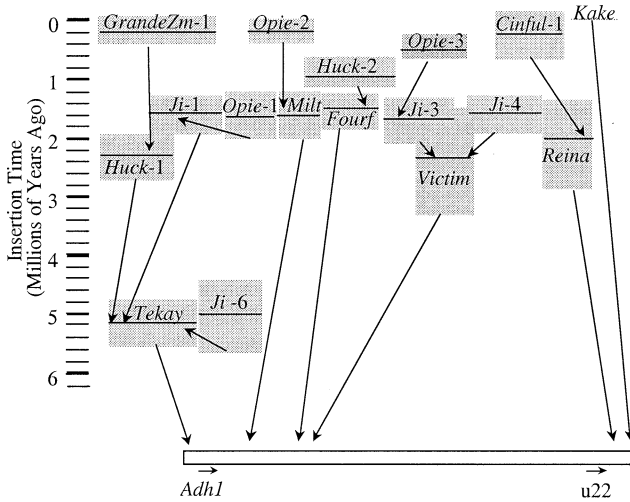 Insertion Time
(Millions of Years Ago)
0
1
2
3
4
5
6
GrandeZm-1
Opie-2
Opie-3
Cinful-1
Kake
Huck-2
Ji-1
Opie-1
Milt
Fourf
Ji-3
Ji-4
Huck-1
Victim
Reina
Tekay
Ji -6
Adh1
u22